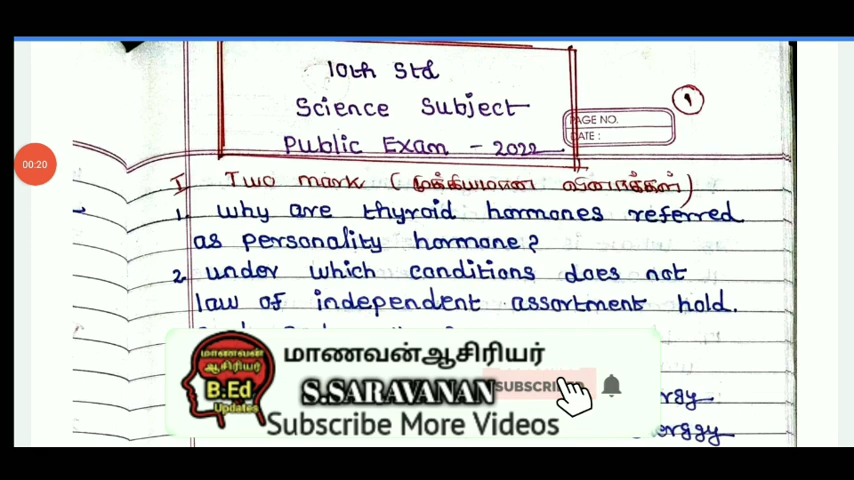 10th Std
Science Subject
Public Exam - 2022
PAGE NO.
DATE :
00:20
I Two mark (முக்கியமான வினாக்கள்)
1. why are thyroid hormones referred
as personality hormone?
2. under which conditions does not
law of independent assortment hold.
மாணவன்
ஆசிரியர்
B.Ed
Updates
மாணவன்ஆசிரியர்
S.SARAVANAN
SUBSCRI
Subscribe More Videos